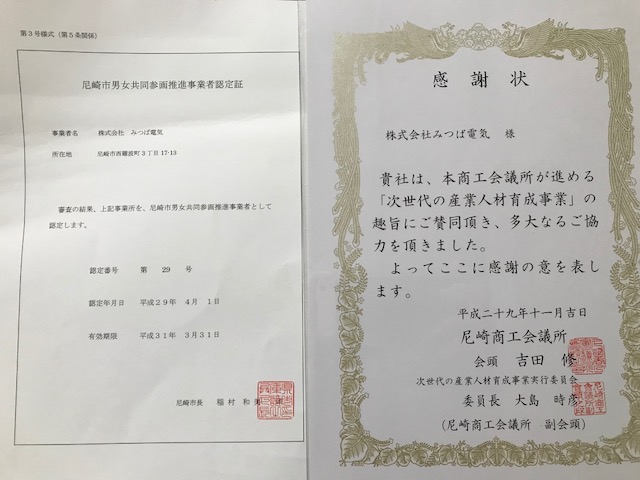 第3号様式（第5条関係）
尼崎市男女共同参画推進事業者認定証
事業者名　株式会社　みつば電気
所在地　尼崎市西難波町3丁目17-13
審査の結果、上記事業所を、尼崎市男女共同参画推進事業者として
認定します。
認定番号　第　29　号
認定年月日　平成29年　4月　1日
有効期限　平成31年　3月31日
尼崎市長　稲村和美
感謝状
株式会社みつば電気　様
貴社は、本商工会議所が進める
「次世代の産業人材育成事業」の
趣旨にご賛同頂き、多大なるご協
力を頂きました。
よってここに感謝の意を表し
ます。
平成二十九年十一月吉日
尼崎商工会議所
会頭　吉田　修
次世代の産業人材育成事業実行委員会
委員長　大島　時彦
(尼崎商工会議所　副会頭)